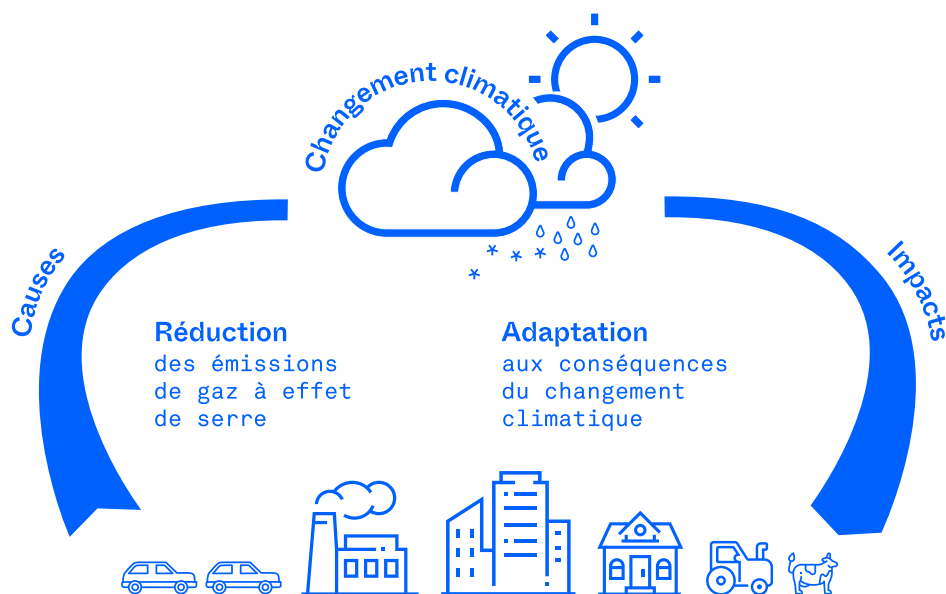 Changement climatique
Causes
Impacts
Réduction
des émissions
de gaz à effet
de serre
Adaptation
aux conséquences
du changement
climatique